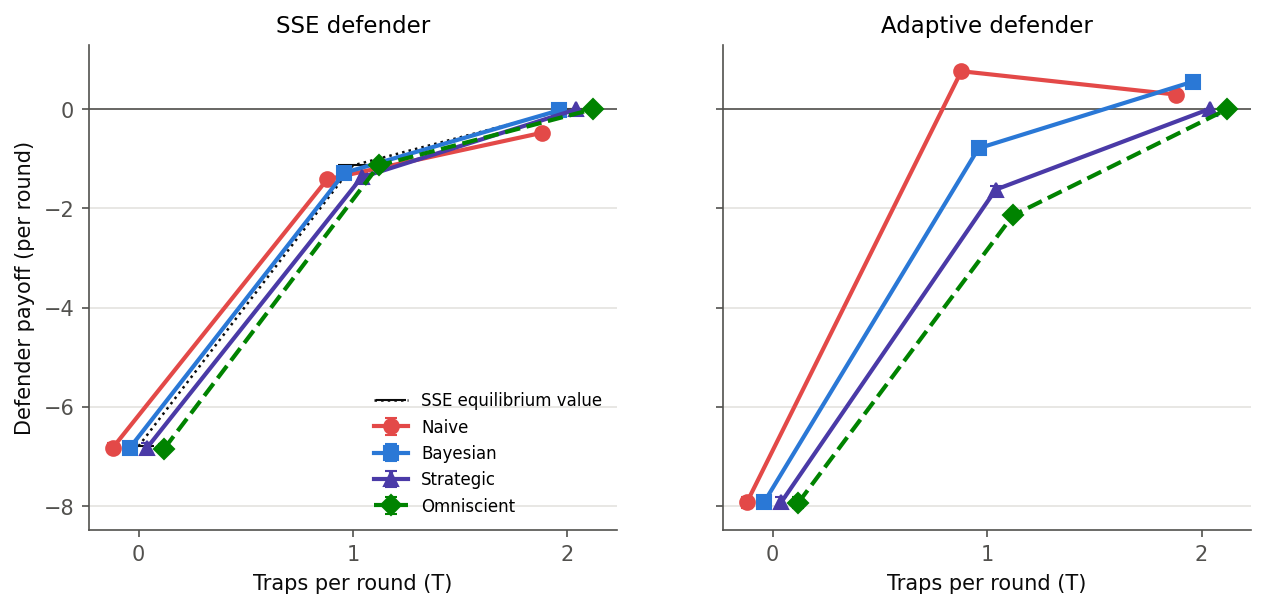 SSE defender
Adaptive defender
Defender payoff (per round)
0
−2
−4
−6
−8
SSE equilibrium value
Naive
Bayesian
Strategic
Omniscient
0 1 2
0 1 2
Traps per round (T)
Traps per round (T)